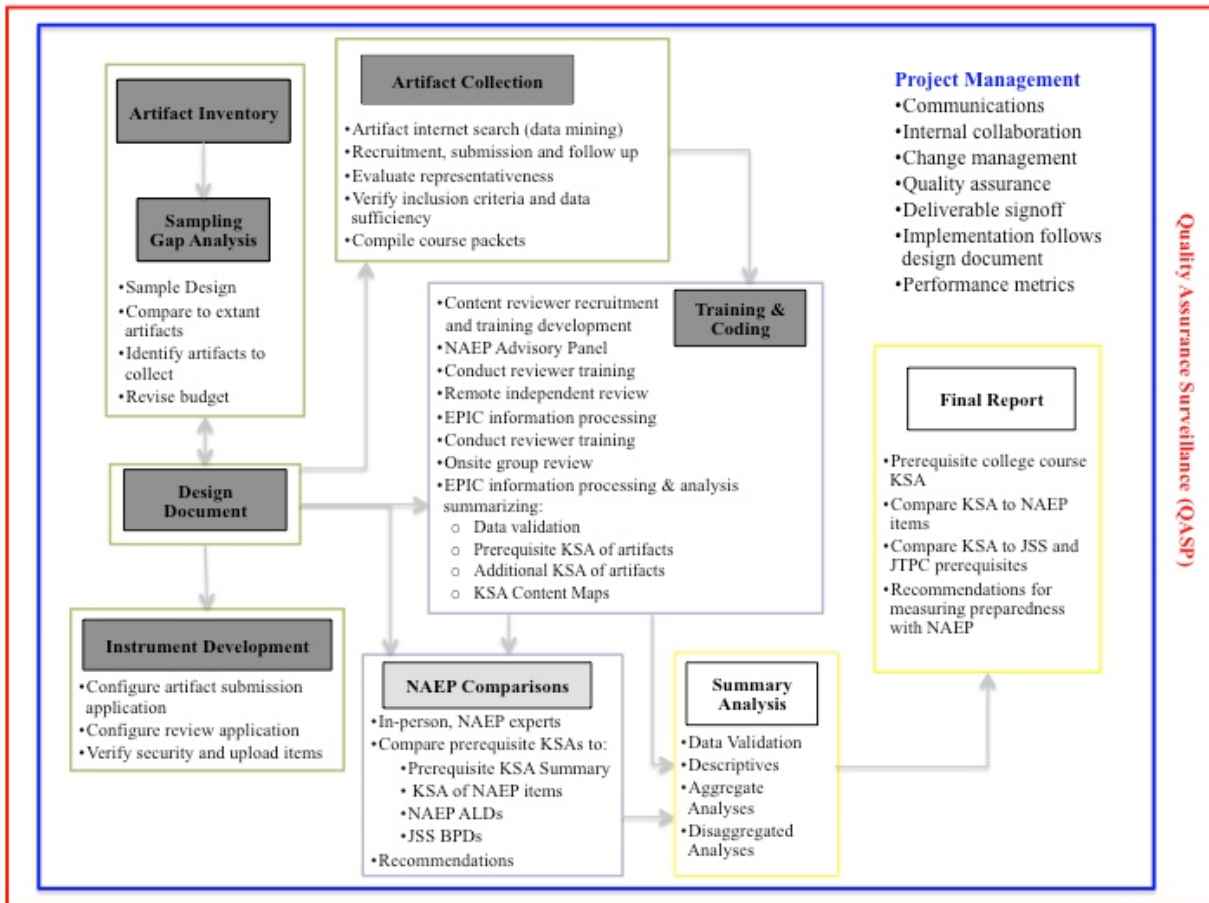 Artifact Inventory
Sampling
Gap Analysis
•Sample Design
•Compare to extant
artifacts
•Identify artifacts to
collect
•Revise budget
Design
Document
Instrument Development
•Configure artifact submission
application
•Configure review application
•Verify security and upload items
Artifact Collection
•Artifact internet search (data mining)
•Recruitment, submission and follow up
•Evaluate representativeness
•Verify inclusion criteria and data
sufficiency
•Compile course packets
Training &
Coding
•Content reviewer recruitment
and training development
•NAEP Advisory Panel
•Conduct reviewer training
•Remote independent review
•EPIC information processing
•Conduct reviewer training
•Onsite group review
•EPIC information processing & analysis
summarizing:
o Data validation
o Prerequisite KSA of artifacts
o Additional KSA of artifacts
o KSA Content Maps
NAEP Comparisons
•In-person, NAEP experts
•Compare prerequisite KSAs to:
•Prerequisite KSA Summary
• KSA of NAEP items
•NAEP ALDs
•JSS BPDs
•Recommendations
Summary
Analysis
•Data Validation
•Descriptives
•Aggregate
Analyses
•Disaggregated
Analyses
Project Management
•Communications
•Internal collaboration
•Change management
•Quality assurance
•Deliverable signoff
•Implementation follows
design document
•Performance metrics
Final Report
•Prerequisite college course
KSA
•Compare KSA to NAEP
items
•Compare KSA to JSS and
JTPC prerequisites
•Recommendations for
measuring preparedness
with NAEP
Quality Assurance Surveillance (QASP)